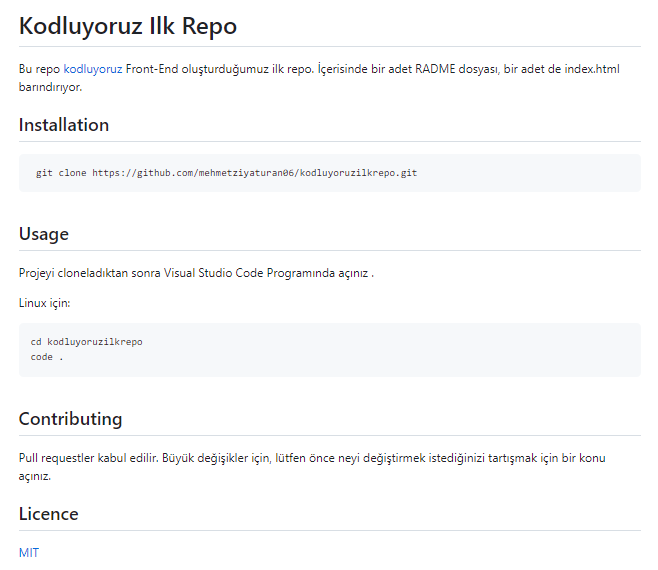 Kodluyoruz Ilk Repo
Bu repo kodluyoruz Front-End oluşturduğumuz ilk repo. İçerisinde bir adet RADME dosyası, bir adet de index.html
barındırıyor.
Installation
git clone https://github.com/mehmetziyaturan06/kodluyoruzilkrepo.git
Usage
Projeyi cloneladıktan sonra Visual Studio Code Programında açınız .
Linux için:
cd kodluyoruzilkrepo
code .
Contributing
Pull requestler kabul edilir. Büyük değişikler için, lütfen önce neyi değiştirmek istediğinizi tartışmak için bir konu
açınız.
Licence
MIT